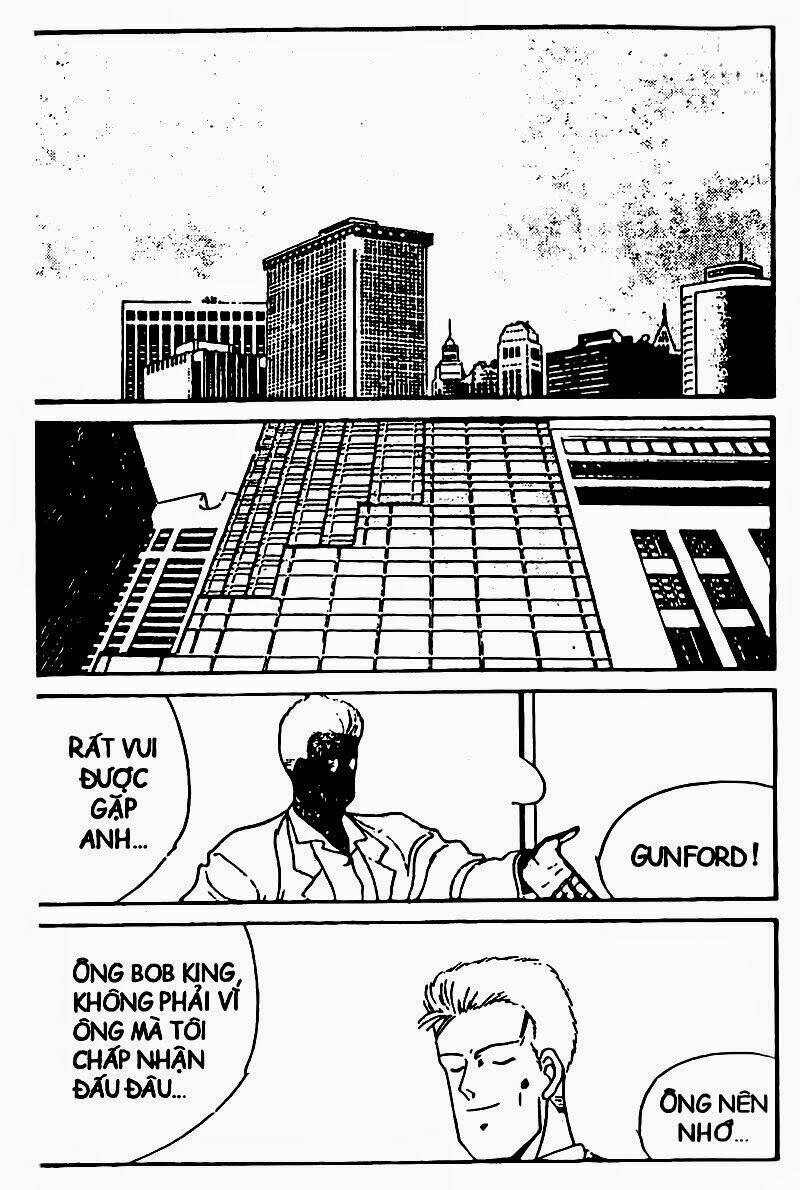 RẤT VUI
ĐƯỢC
GẶP
ANH...
GUNFORD!
ÔNG BOB KING,
KHÔNG PHẢI VÌ
ÔNG MÀ TÔI
CHẤP NHẬN
ĐẤU ĐÂU...
ÔNG NÊN
NHỚ...